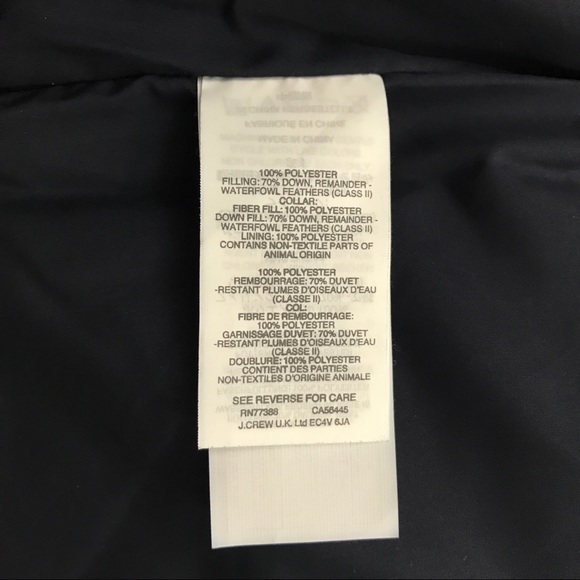 FABRIQUE EN CHINE
MADE IN CHINA
100% POLYESTER
FILLING: 70% DOWN, REMAINDER -
WATERFOWL FEATHERS (CLASS II)
COLLAR:
FIBER FILL: 100% POLYESTER
DOWN FILL: 70% DOWN, REMAINDER -
WATERFOWL FEATHERS (CLASS II)
LINING: 100% POLYESTER
CONTAINS NON-TEXTILE PARTS OF
ANIMAL ORIGIN
100% POLYESTER
REMBOURRAGE: 70% DUVET
-RESTANT PLUMES D'OISEAUX D'EAU
(CLASSE II)
COL:
FIBRE DE REMBOURRAGE:
100% POLYESTER
GARNISSAGE DUVET: 70% DUVET
-RESTANT PLUMES D'OISEAUX D'EAU
(CLASSE II)
DOUBLURE: 100% POLYESTER
CONTIENT DES PARTIES
NON-TEXTILES D'ORIGINE ANIMALE
SEE REVERSE FOR CARE
RN77388 CA56445
J.CREW U.K. Ltd EC4V 6JA